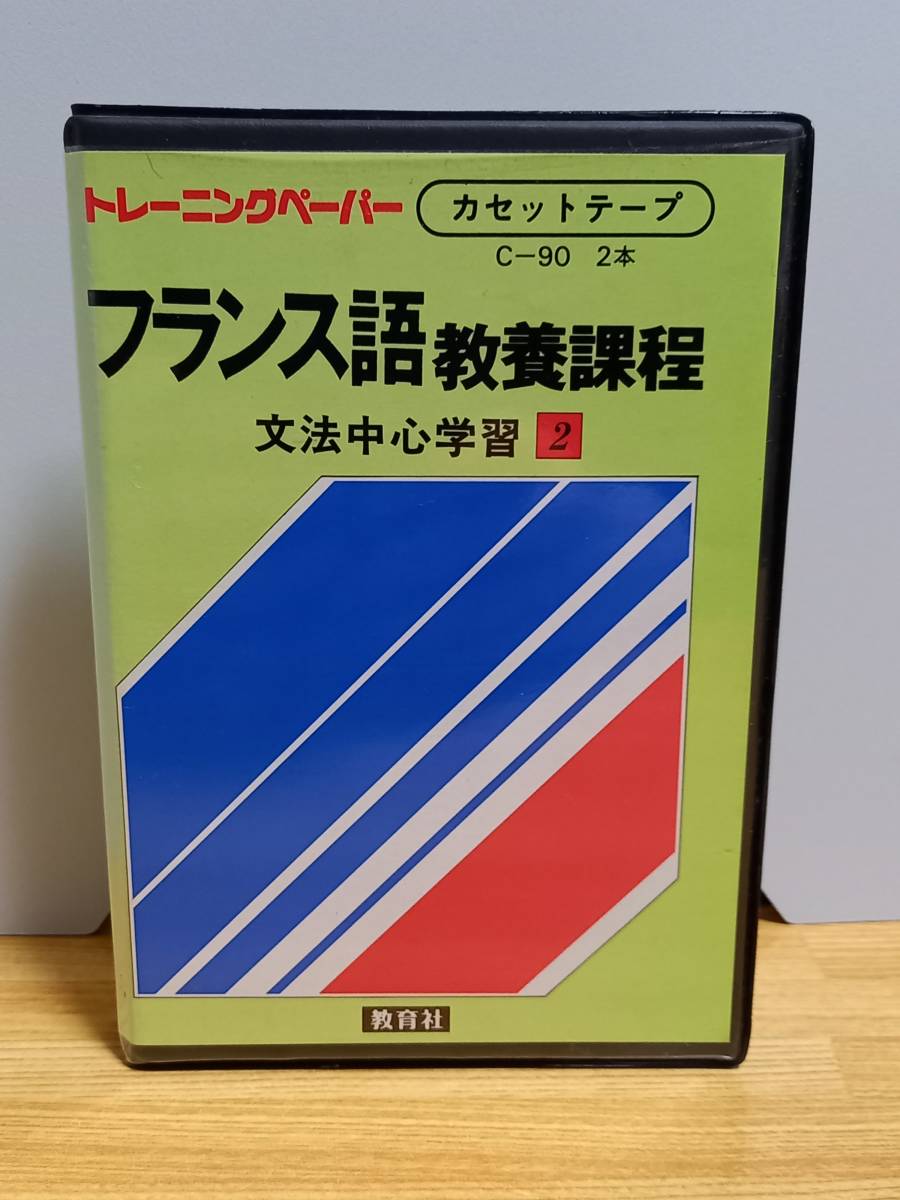 トレーニングペーパー カセットテープ
C-90 2本
フランス語 教養課程
文法中心学習 2
教育社